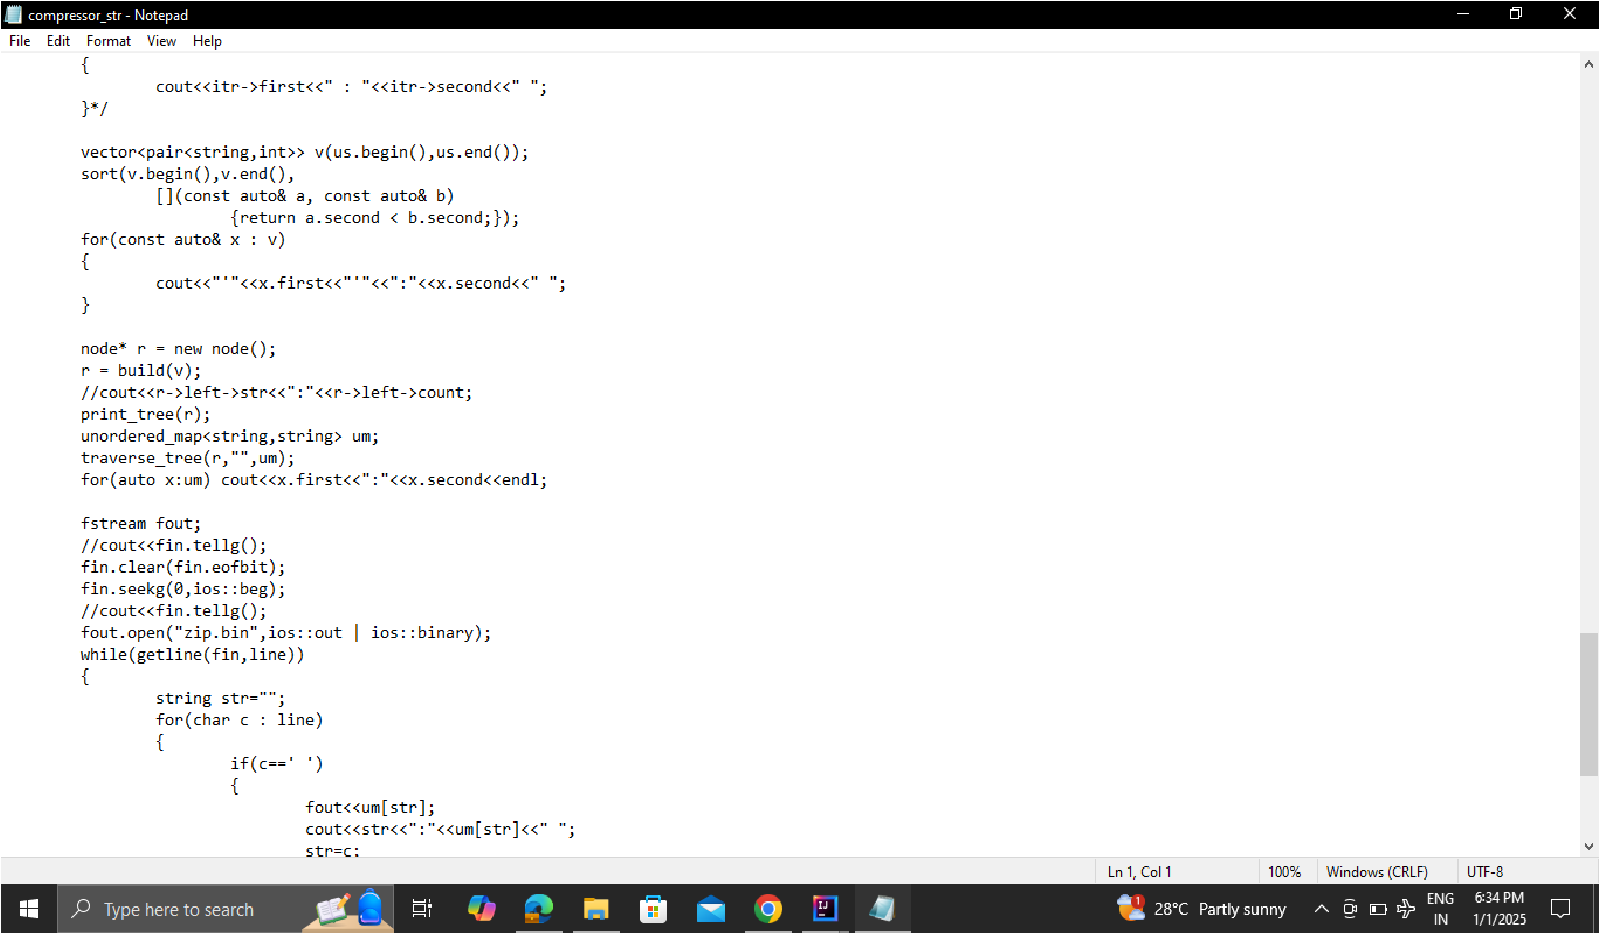 compressor_str - Notepad
File Edit Format View Help
{
cout<<itr->first<<" : "<<itr->second<<" ";
}*/
vector<pair<string,int>> v(us.begin(),us.end());
sort(v.begin(),v.end(),
[](const auto& a, const auto& b)
{return a.second < b.second;});
for(const auto& x : v)
{
cout<<"'"<<x.first<<"'"<<":"<<x.second<<" ";
}
node* r = new node();
r = build(v);
//cout<<r->left->str<<":"<<r->left->count;
print_tree(r);
unordered_map<string,string> um;
traverse_tree(r,"",um);
for(auto x:um) cout<<x.first<<":"<<x.second<<endl;
fstream fout;
//cout<<fin.tellg();
fin.clear(fin.eofbit);
fin.seekg(0,ios::beg);
//cout<<fin.tellg();
fout.open("zip.bin",ios::out | ios::binary);
while(getline(fin,line))
{
string str="";
for(char c : line)
{
if(c==' ')
{
fout<<um[str];
cout<<str<<":"<<um[str]<<" ";
str=c;
Ln 1, Col 1 100% Windows (CRLF) UTF-8
Type here to search
1 28°C Partly sunny
ENG
IN
6:34 PM
1/1/2025